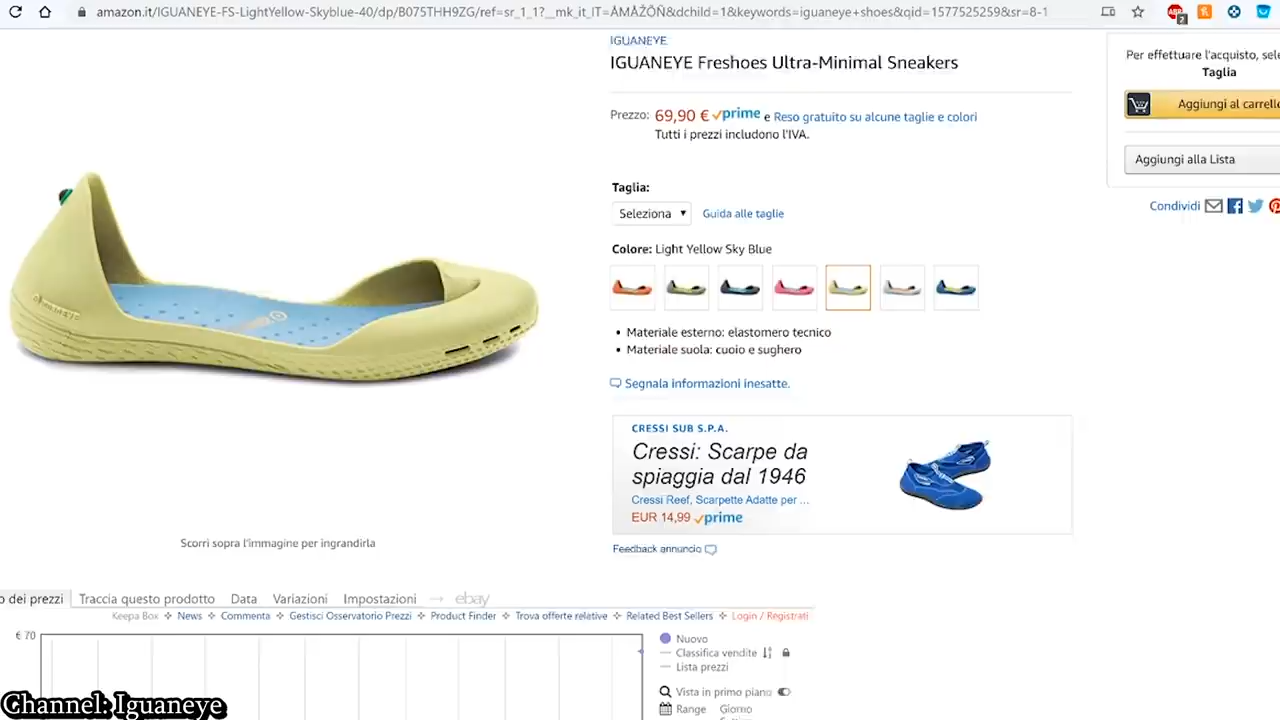 amazon.it/IGUANEYE-FS-LightYellow-Skyblue-40/dp/B075THH9ZG/ref=sr_1_1?__mk_it_IT=ÅMÅŽÕÑ&dchild=1&keywords=iguaneye+shoes&qid=1577525259&sr=8-1
ABP
2
IGUANEYE
IGUANEYE Freshoes Ultra-Minimal Sneakers
Prezzo: 69,90 € prime e Reso gratuito su alcune taglie e colori
Tutti i prezzi includono l'IVA.
Taglia:
Seleziona
Guida alle taglie
Colore: Light Yellow Sky Blue
• Materiale esterno: elastomero tecnico
• Materiale suola: cuoio e sughero
Segnala informazioni inesatte.
CRESSI SUB S.P.A.
Cressi: Scarpe da
spiaggia dal 1946
Cressi Reef, Scarpette Adatte per ...
EUR 14,99 prime
Feedback annuncio
Per effettuare l'acquisto, sele
Taglia
Aggiungi al carrello
Aggiungi alla Lista
Condividi
Scorri sopra l'immagine per ingrandirla
o dei prezzi
Traccia questo prodotto
Data
Variazioni
Impostazioni
ebay
Keepa Box
News
Commenta
Gestisci Osservatorio Prezzi
Product Finder
Trova offerte relative
Related Best Sellers
Login / Registrati
€ 70
Nuovo
Classifica vendite
Lista prezzi
Vista in primo piano
Range
Giorno
Channel: Iguaneye